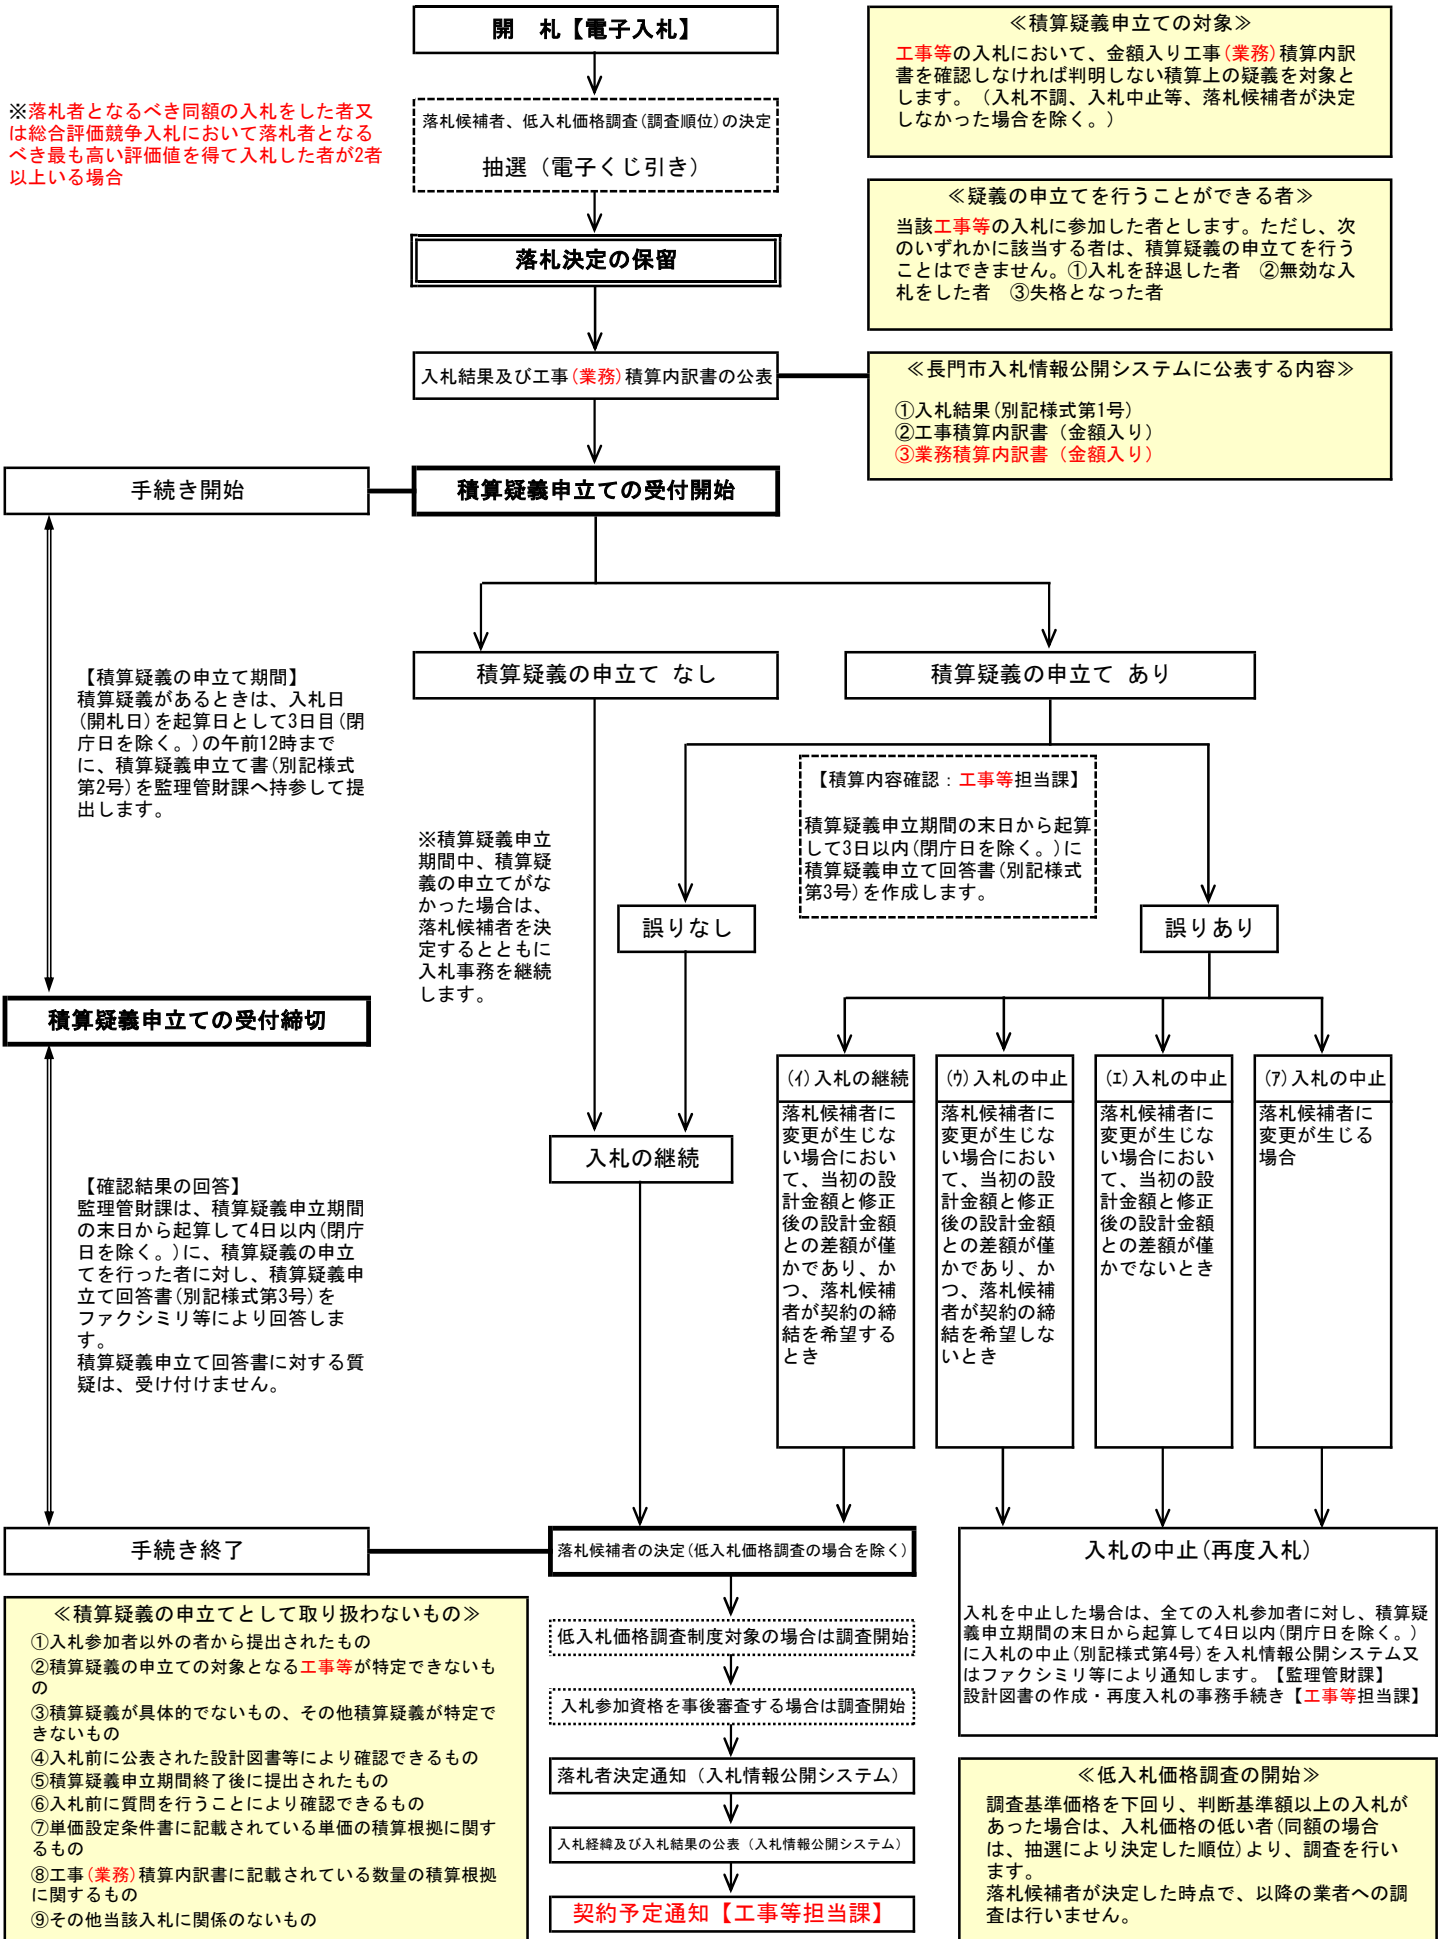 開　札【電子入札】
※落札者となるべき同額の入札をした者又
は総合評価競争入札において落札者となる
べき最も高い評価値を得て入札した者が2者
以上いる場合
落札候補者、低入札価格調査(調査順位)の決定
抽選（電子くじ引き）
落札決定の保留
入札結果及び工事(業務)積算内訳書の公表
≪積算疑義申立ての対象≫
工事等の入札において、金額入り工事(業務)積算内訳
書を確認しなければ判明しない積算上の疑義を対象と
します。（入札不調、入札中止等、落札候補者が決定
しなかった場合を除く。）
≪疑義の申立てを行うことができる者≫
当該工事等の入札に参加した者とします。ただし、次
のいずれかに該当する者は、積算疑義の申立てを行う
ことはできません。①入札を辞退した者　②無効な入
札をした者　③失格となった者
≪長門市入札情報公開システムに公表する内容≫
①入札結果(別記様式第1号)
②工事積算内訳書（金額入り）
③業務積算内訳書（金額入り）
手続き開始
積算疑義申立ての受付開始
積算疑義の申立て なし
積算疑義の申立て あり
【積算疑義の申立て期間】
積算疑義があるときは、入札日
(開札日)を起算日として3日目(閉
庁日を除く。)の午前12時まで
に、積算疑義申立て書(別記様式
第2号)を監理管財課へ持参して提
出します。
※積算疑義申立
期間中、積算疑
義の申立てがな
かった場合は、
落札候補者を決
定するとともに
入札事務を継続
します。
【積算内容確認：工事等担当課】
積算疑義申立期間の末日から起算
して3日以内(閉庁日を除く。)に
積算疑義申立て回答書(別記様式
第3号)を作成します。
誤りなし
誤りあり
積算疑義申立ての受付締切
(ｲ)入札の継続
落札候補者に
変更が生じな
い場合におい
て、当初の設
計金額と修正
後の設計金額
との差額が僅
かであり、か
つ、落札候補
者が契約の締
結を希望する
とき
(ｳ)入札の中止
落札候補者に
変更が生じな
い場合におい
て、当初の設
計金額と修正
後の設計金額
との差額が僅
かであり、か
つ、落札候補
者が契約の締
結を希望しな
いとき
(ｴ)入札の中止
落札候補者に
変更が生じな
い場合におい
て、当初の設
計金額と修正
後の設計金額
との差額が僅
かでないとき
(ｱ)入札の中止
落札候補者に
変更が生じる
場合
入札の継続
【確認結果の回答】
監理管財課は、積算疑義申立期間
の末日から起算して4日以内(閉庁
日を除く。)に、積算疑義の申立
てを行った者に対し、積算疑義申
立て回答書(別記様式第3号)を
ファクシミリ等により回答しま
す。
積算疑義申立て回答書に対する質
疑は、受け付けません。
手続き終了
落札候補者の決定(低入札価格調査の場合を除く)
低入札価格調査制度対象の場合は調査開始
入札参加資格を事後審査する場合は調査開始
落札者決定通知（入札情報公開システム）
入札経緯及び入札結果の公表（入札情報公開システム）
契約予定通知【工事等担当課】
入札の中止(再度入札)
入札を中止した場合は、全ての入札参加者に対し、積算疑
義申立期間の末日から起算して4日以内(閉庁日を除く。)
に入札の中止(別記様式第4号)を入札情報公開システム又
はファクシミリ等により通知します。【監理管財課】
設計図書の作成・再度入札の事務手続き【工事等担当課】
≪積算疑義の申立てとして取り扱わないもの≫
①入札参加者以外の者から提出されたもの
②積算疑義の申立ての対象となる工事等が特定できないも
の
③積算疑義が具体的でないもの、その他積算疑義が特定で
きないもの
④入札前に公表された設計図書等により確認できるもの
⑤積算疑義申立期間終了後に提出されたもの
⑥入札前に質問を行うことにより確認できるもの
⑦単価設定条件書に記載されている単価の積算根拠に関す
るもの
⑧工事(業務)積算内訳書に記載されている数量の積算根拠
に関するもの
⑨その他当該入札に関係のないもの
≪低入札価格調査の開始≫
調査基準価格を下回り、判断基準額以上の入札が
あった場合は、入札価格の低い者(同額の場合
は、抽選により決定した順位)より、調査を行い
ます。
落札候補者が決定した時点で、以降の業者への調
査は行いません。